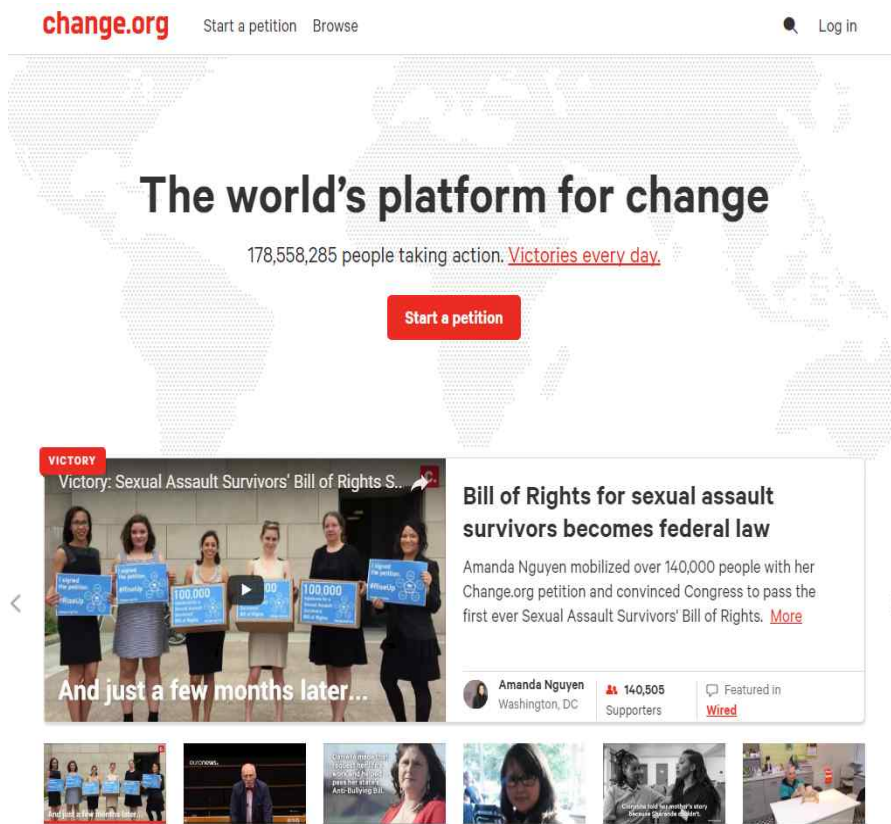 change.org Start a petition Browse Log in
The world's platform for change
178,558,285 people taking action. Victories every day.
Start a petition
VICTORY
Victory: Sexual Assault Survivors' Bill of Rights S..
I signed
the petition
#RiseUp
100,000
100,000
And just a few months later...
Bill of Rights for sexual assault
survivors becomes federal law
Amanda Nguyen mobilized over 140,000 people with her
Change.org petition and convinced Congress to pass the
first ever Sexual Assault Survivors' Bill of Rights. More
Amanda Nguyen
Washington, DC
140,505
Supporters
Featured in
Wired
And just a few months later...
euronews.
Anti-Bullying Bill.